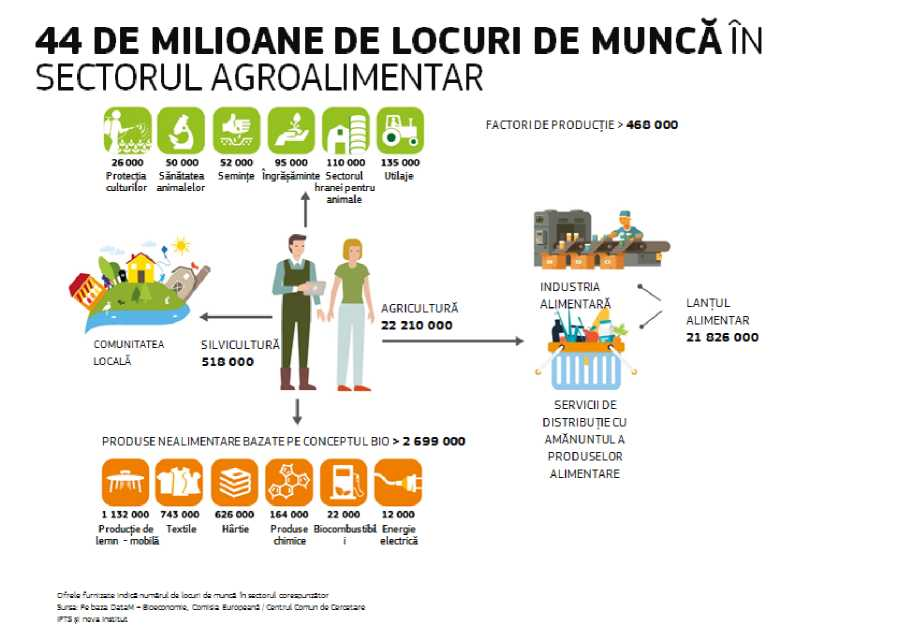 44 DE MILIOANE DE LOCURI DE MUNCĂ ÎN
SECTORUL AGROALIMENTAR
FACTORI DE PRODUCȚIE > 468 000
26 000
Protecția
culturilor
50 000
Sănătatea
animalelor
52 000
Semințe
95 000
Îngrășăminte
110 000
Sectorul
hranei pentru
animale
135 000
Utilaje
INDUSTRIA
ALIMENTARĂ
LANȚUL
ALIMENTAR
21 826 000
AGRICULTURĂ
22 210 000
COMUNITATEA
LOCALĂ
SILVICULTURĂ
518 000
SERVICII DE
DISTRIBUȚIE CU
AMĂNUNTUL A
PRODUSELOR
ALIMENTARE
PRODUSE NEALIMENTARE BAZATE PE CONCEPTUL BIO > 2 699 000
1 132 000
Producție de
lemn - mobilă
743 000
Textile
626 000
Hârtie
164 000
Produse
chimice
22 000
Biocombustibil
i
12 000
Energie
electrică
Cifrele furnizate indică numărul de locuri de muncă în sectorul corespunzător
Sursa: Pe baza DataM – Bioeconomie, Comisia Europeană / Centrul Comun de Cercetare
IPTS și nova Institut